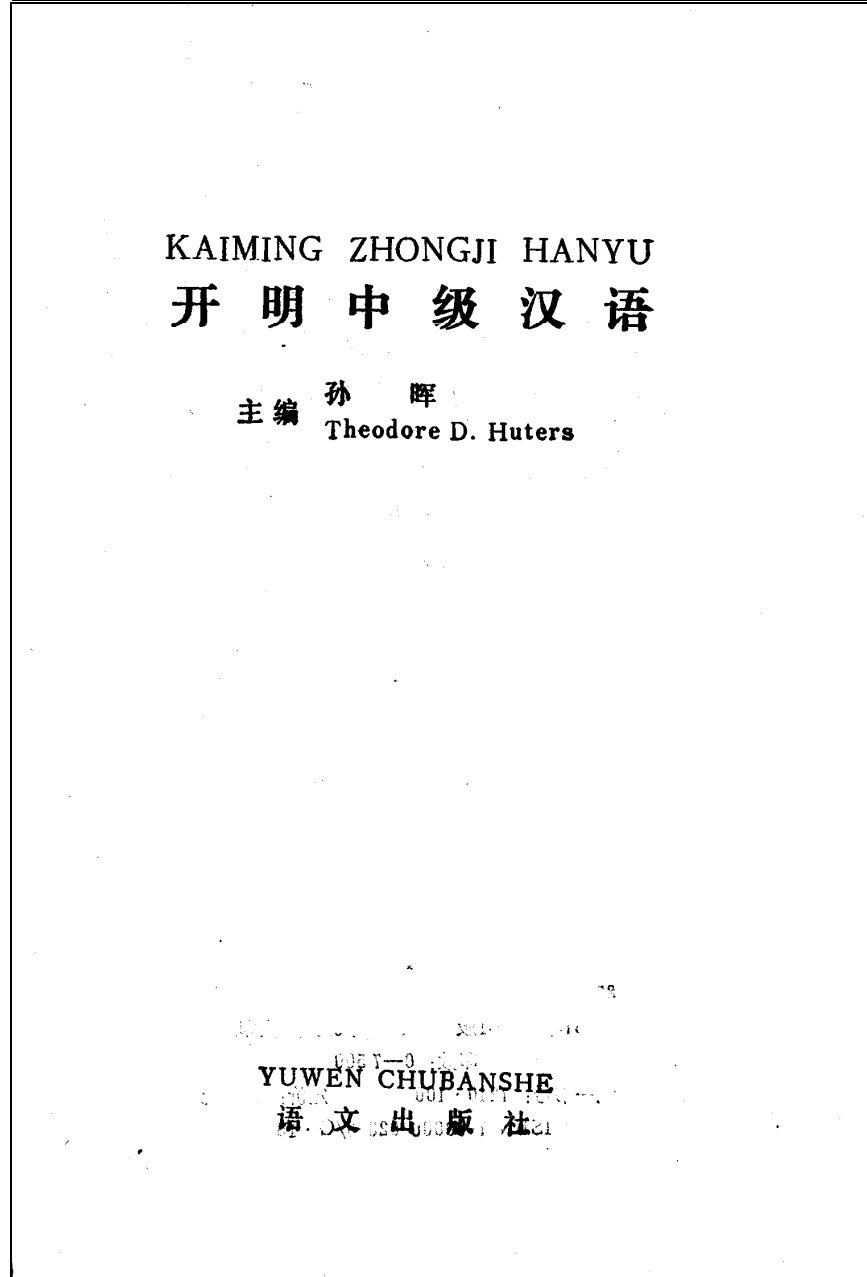 KAIMING ZHONGJI HANYU
开明中级汉语
主编 孙 晖
Theodore D. Huters
YUWEN CHUBANSHE
语文出版社